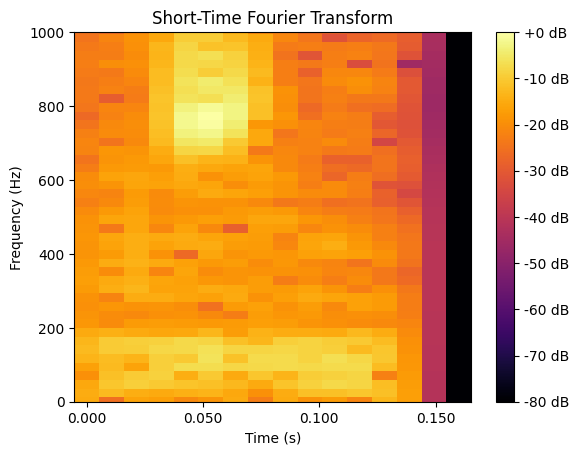 Short-Time Fourier Transform
Frequency (Hz)
1000
800
600
400
200
0
0.000
0.050
0.100
0.150
Time (s)
+0 dB
-10 dB
-20 dB
-30 dB
-40 dB
-50 dB
-60 dB
-70 dB
-80 dB